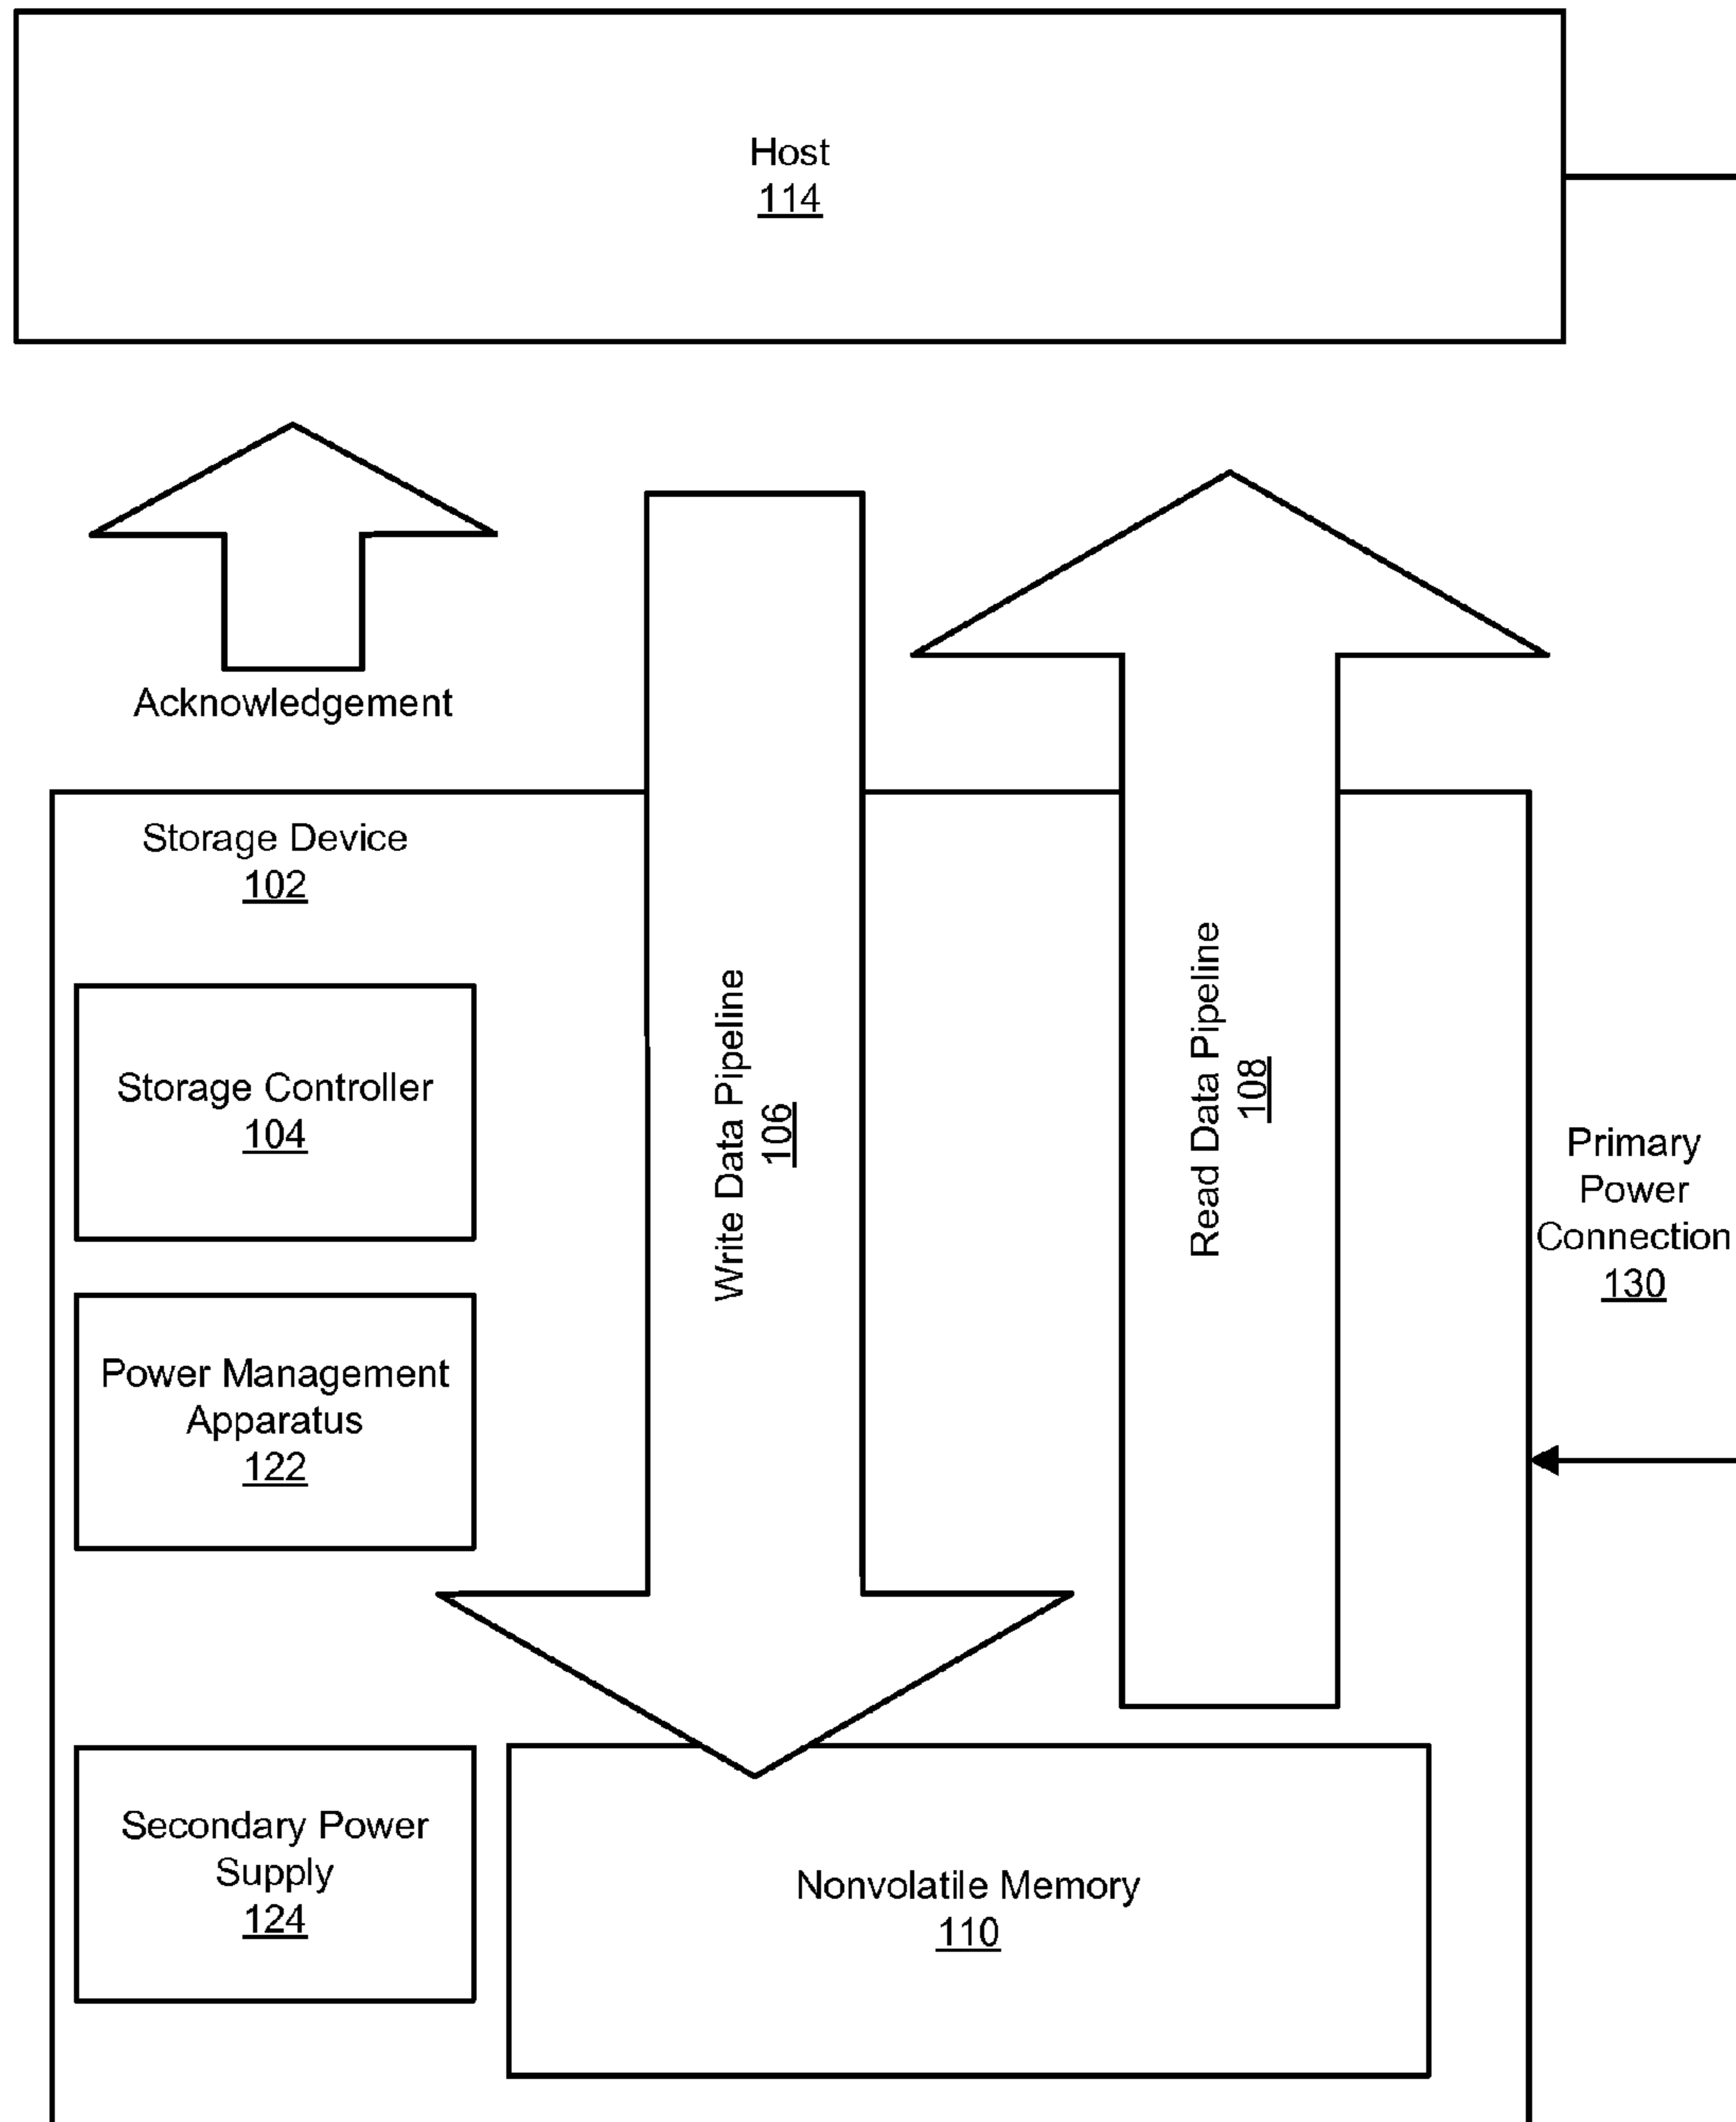 Host
114
Acknowledgement
Storage Device
102
Storage Controller
104
Power Management
Apparatus
122
Secondary Power
Supply
124
Write Data Pipeline
106
Read Data Pipeline
108
Nonvolatile Memory
110
Primary
Power
Connection
130